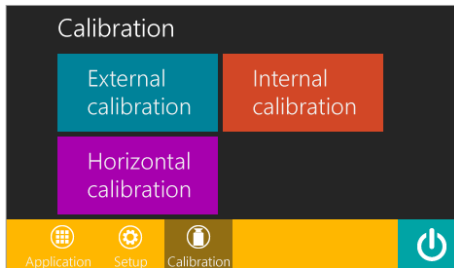 Calibration
External
calibration
Internal
calibration
Horizontal
calibration
Application
Setup
Calibration